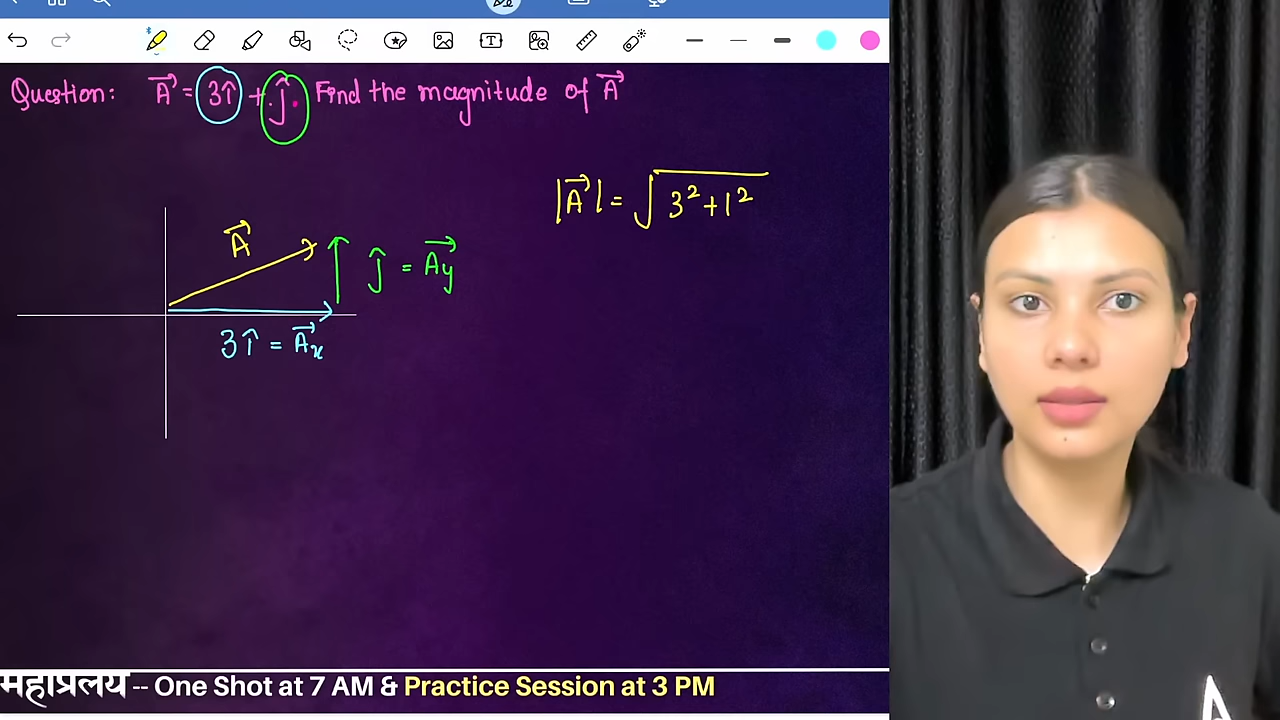 Question: A⃗ = 3î + ĵ. Find the magnitude of A⃗
|A⃗| = √3²+1²
A⃗
ĵ = A⃗y
3î = A⃗x
महाप्रलय -- One Shot at 7 AM & Practice Session at 3 PM